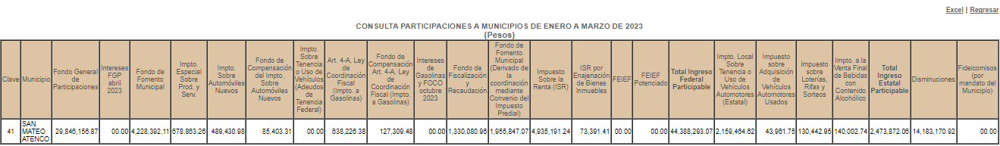 Excel | Regresar
CONSULTA PARTICIPACIONES A MUNICIPIOS DE ENERO A MARZO DE 2023
(Pesos)
Clave
Municipio
Fondo General
de
Participaciones
Intereses
FGP
abril
2023
Fondo de
Fomento
Municipal
Impto.
Especial
Sobre
Prod. y
Serv.
Impto.
Sobre
Automóviles
Nuevos
Fondo de
Compensación
del Impto.
Sobre
Automóviles
Nuevos
Impto.
Sobre
Tenencia
o Uso de
Vehículos
(Adeudos
de
Tenencia
Federal)
Art. 4-A, Ley
de
Coordinación
Fiscal
(Impto. a
Gasolinas)
Fondo de
Compensación
Art. 4-A, Ley
de
Coordinación
Fiscal (Impto.
a Gasolinas)
Intereses
de
Gasolinas
y FOCO
octubre
2023
Fondo de
Fiscalización
y
Recaudación
Fondo de
Fomento
Municipal
(Derivado de
la
coordinación
mediante
Convenio del
Impuesto
Predial)
Impuesto
Sobre la
Renta (ISR)
ISR por
Enajenación
de Bienes
Inmuebles
FEIEF
FEIEF
Potenciado
Total Ingreso
Federal
Participable
Impto. Local
Sobre
Tenencia o
Uso de
Vehículos
Automotores
(Estatal)
Impuesto
sobre
Adquisición
de
Vehículos
Automotores
Usados
Impuesto
sobre
Loterías,
Rifas y
Sorteos
Impto. a la
Venta Final
de Bebidas
con
Contenido
Alcohólico
Total
Ingreso
Estatal
Participable
Disminuciones
Fideicomisos
(por
mandato del
Municipio)
41
SAN
MATEO
ATENCO
29,846,156.87
00.00
4,228,392.11
678,863.26
489,430.98
85,403.31
00.00
638,226.38
127,309.48
00.00
1,330,080.96
1,955,847.07
4,935,191.24
73,391.41
00.00
00.00
44,388,293.07
2,159,464.62
43,961.75
130,442.95
140,002.74
2,473,872.06
14,183,170.92
00.00